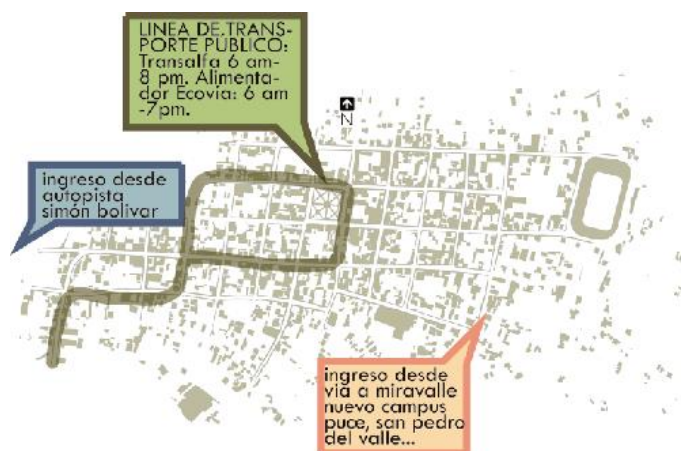 LINEA DE TRANS-
PORTE PUBLICO:
Transalfa 6 am-
8 pm. Alimenta-
dor Ecovia: 6 am
-7pm.
N
ingreso desde
autopista
simón bolivar
ingreso desde
via a miravalle
nuevo campus
puce, san pedro
del valle...